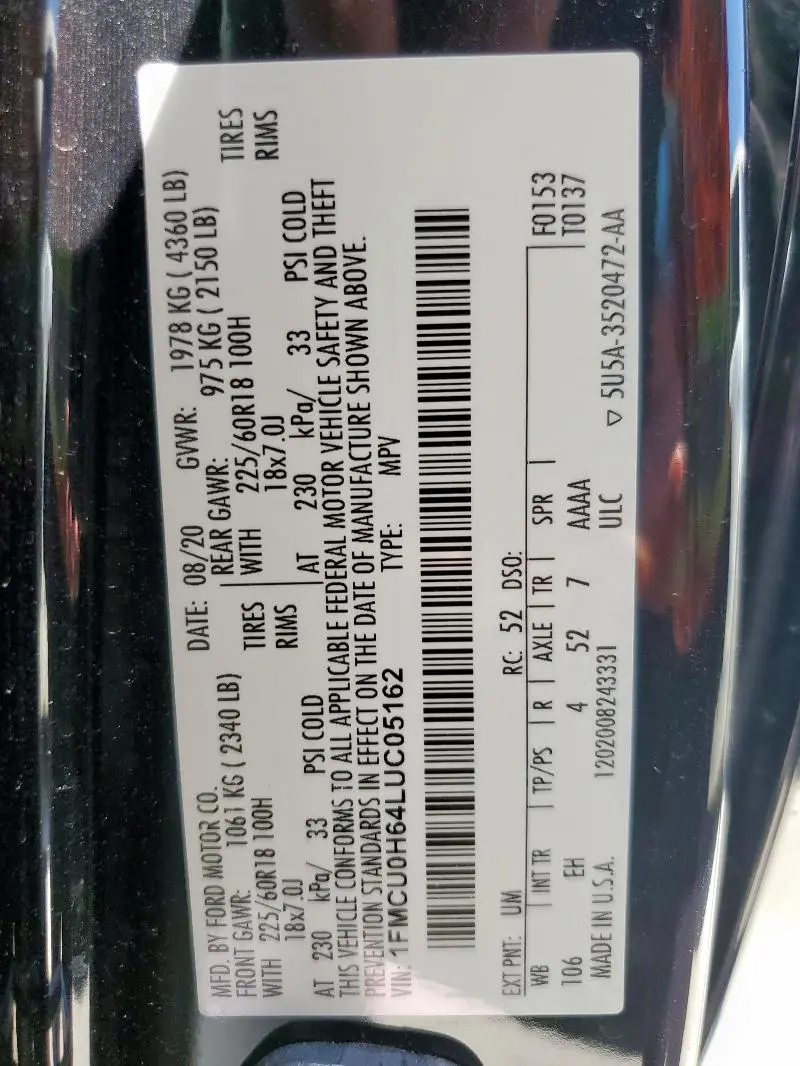 MFD. BY FORD MOTOR CO. DATE: 08/20 GVWR: 1978 KG ( 4360 LB)
FRONT GAWR: 1061 KG ( 2340 LB) REAR GAWR: 975 KG ( 2150 LB)
WITH 225/60R18 100H TIRES WITH 225/60R18 100H TIRES
18x7.0J RIMS 18x7.0J RIMS
AT 230 kPa/ 33 PSI COLD AT 230 kPa/ 33 PSI COLD
THIS VEHICLE CONFORMS TO ALL APPLICABLE FEDERAL MOTOR VEHICLE SAFETY AND THEFT
PREVENTION STANDARDS IN EFFECT ON THE DATE OF MANUFACTURE SHOWN ABOVE.
VIN: 1FMCU0H64LUC05162 TYPE: MPV
EXT PNT: UM RC: 52 DSO:
WB INT TR TP/PS R AXLE TR SPR F0153
106 EH 4 52 7 AAAA T0137
ULC
MADE IN U.S.A. 1202008243331 ▽ 5U5A-3520472-AA